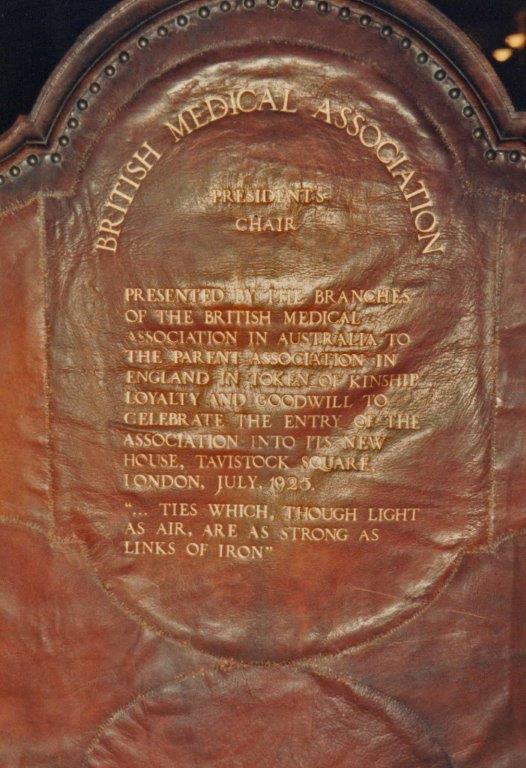 BRITISH MEDICAL ASSOCIATION
PRESIDENT'S
CHAIR
PRESENTED BY THE BRANCHES
OF THE BRITISH MEDICAL
ASSOCIATION IN AUSTRALIA TO
THE PARENT ASSOCIATION IN
ENGLAND IN TOKEN OF KINSHIP
LOYALTY AND GOODWILL TO
CELEBRATE THE ENTRY OF THE
ASSOCIATION INTO ITS NEW
HOUSE, TAVISTOCK SQUARE,
LONDON, JULY, 1925.
"... TIES WHICH, THOUGH LIGHT
AS AIR, ARE AS STRONG AS
LINKS OF IRON"